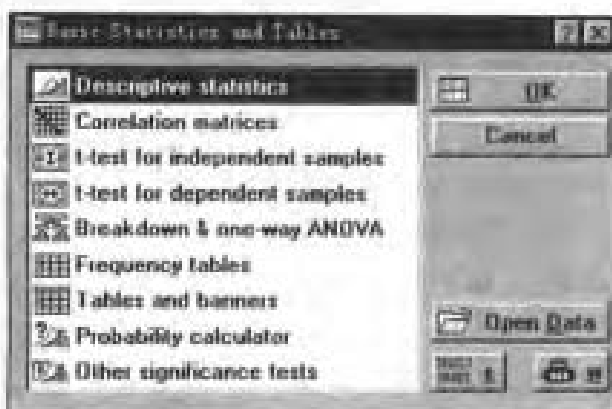 Basic Statistics and Tables
Descriptive statistics
Correlation matrices
t-test for independent samples
t-test for dependent samples
Breakdown & one-way ANOVA
Frequency tables
Tables and banners
Probability calculator
Other significance tests
OK
Cancel
Open Data